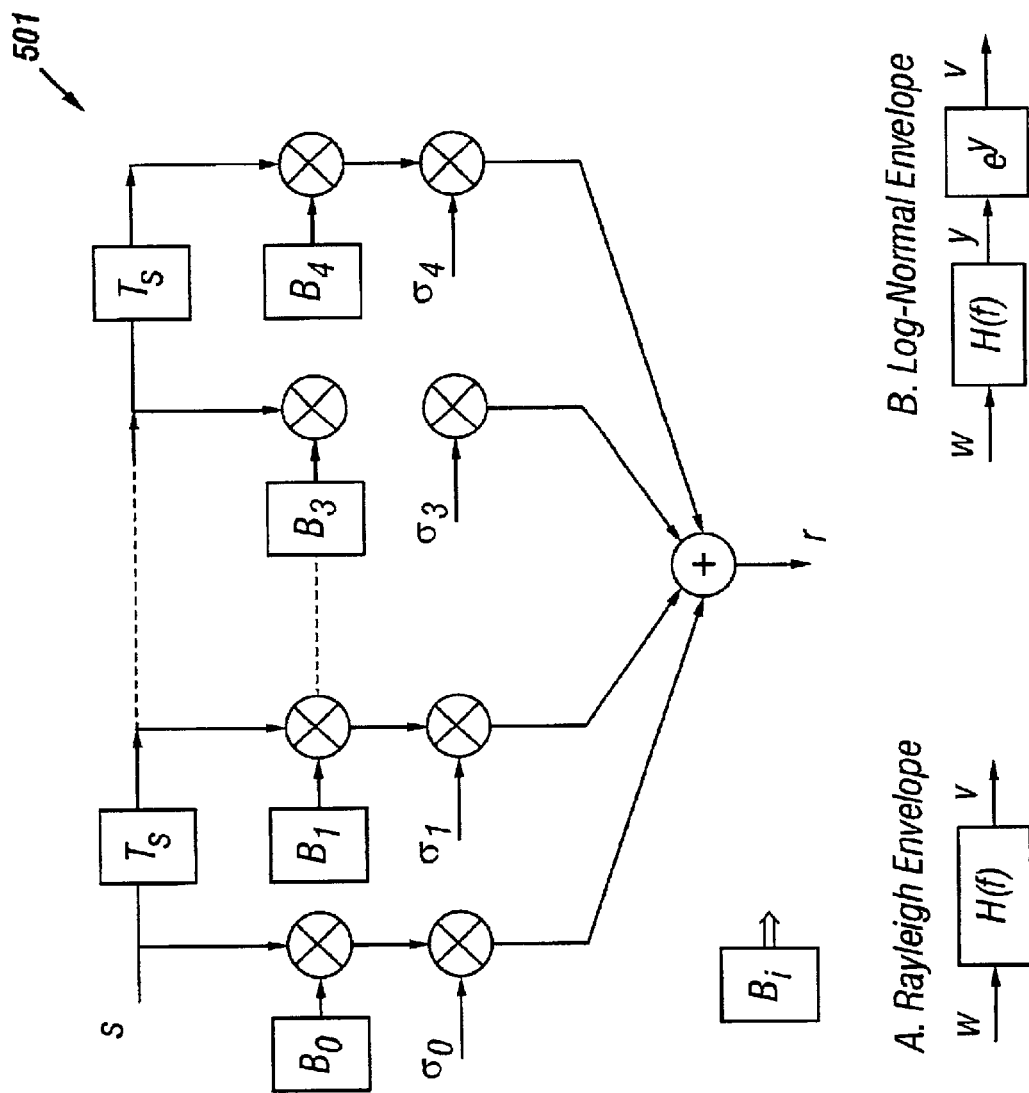 501
s
T_s
T_s
B_0
B_1
B_3
B_4
σ_0
σ_1
σ_3
σ_4
+
r
B_i
A. Rayleigh Envelope
w
H(f)
v
B. Log-Normal Envelope
w
H(f)
y
e^y
v